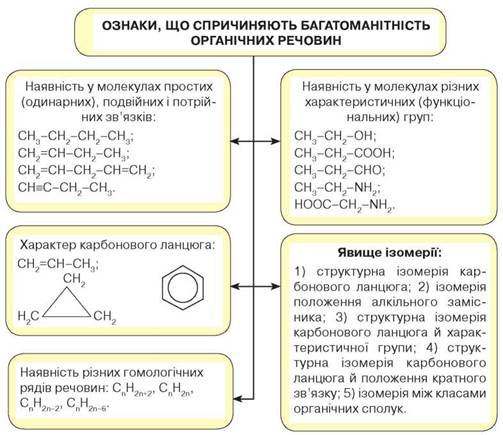 ОЗНАКИ, ЩО СПРИЧИНЯЮТЬ БАГАТОМАНІТНІСТЬ
ОРГАНІЧНИХ РЕЧОВИН
Наявність у молекулах простих
(одинарних), подвійних і потрій-
них зв’язків:
CH₃–CH₂–CH₂–CH₃;
CH₂=CH–CH₂–CH₃;
CH₂=CH–CH₂–CH=CH₂;
CH≡C–CH₂–CH₃.
Наявність у молекулах різних
характеристичних (функціо-
нальних) груп:
CH₃–CH₂–OH;
CH₃–CH₂–COOH;
CH₃–CH₂–CHO;
CH₃–CH₂–NH₂;
HOOC–CH₂–NH₂.
Характер карбонового ланцюга:
CH₂=CH–CH₃;
CH₂
H₂C CH₂
Явище ізомерії:
1) структурна ізомерія кар-
бонового ланцюга; 2) ізомерія
положення алкільного заміс-
ника; 3) структурна ізомерія
карбонового ланцюга й харак-
теристичної групи; 4) струк-
турна ізомерія карбонового
ланцюга й положення кратного
зв’язку; 5) ізомерія між класами
органічних сполук.
Наявність різних гомологічних
рядів речовин: CₙH₂ₙ₊₂, CₙH₂ₙ,
CₙH₂ₙ₋₂, CₙH₂ₙ₋₆.